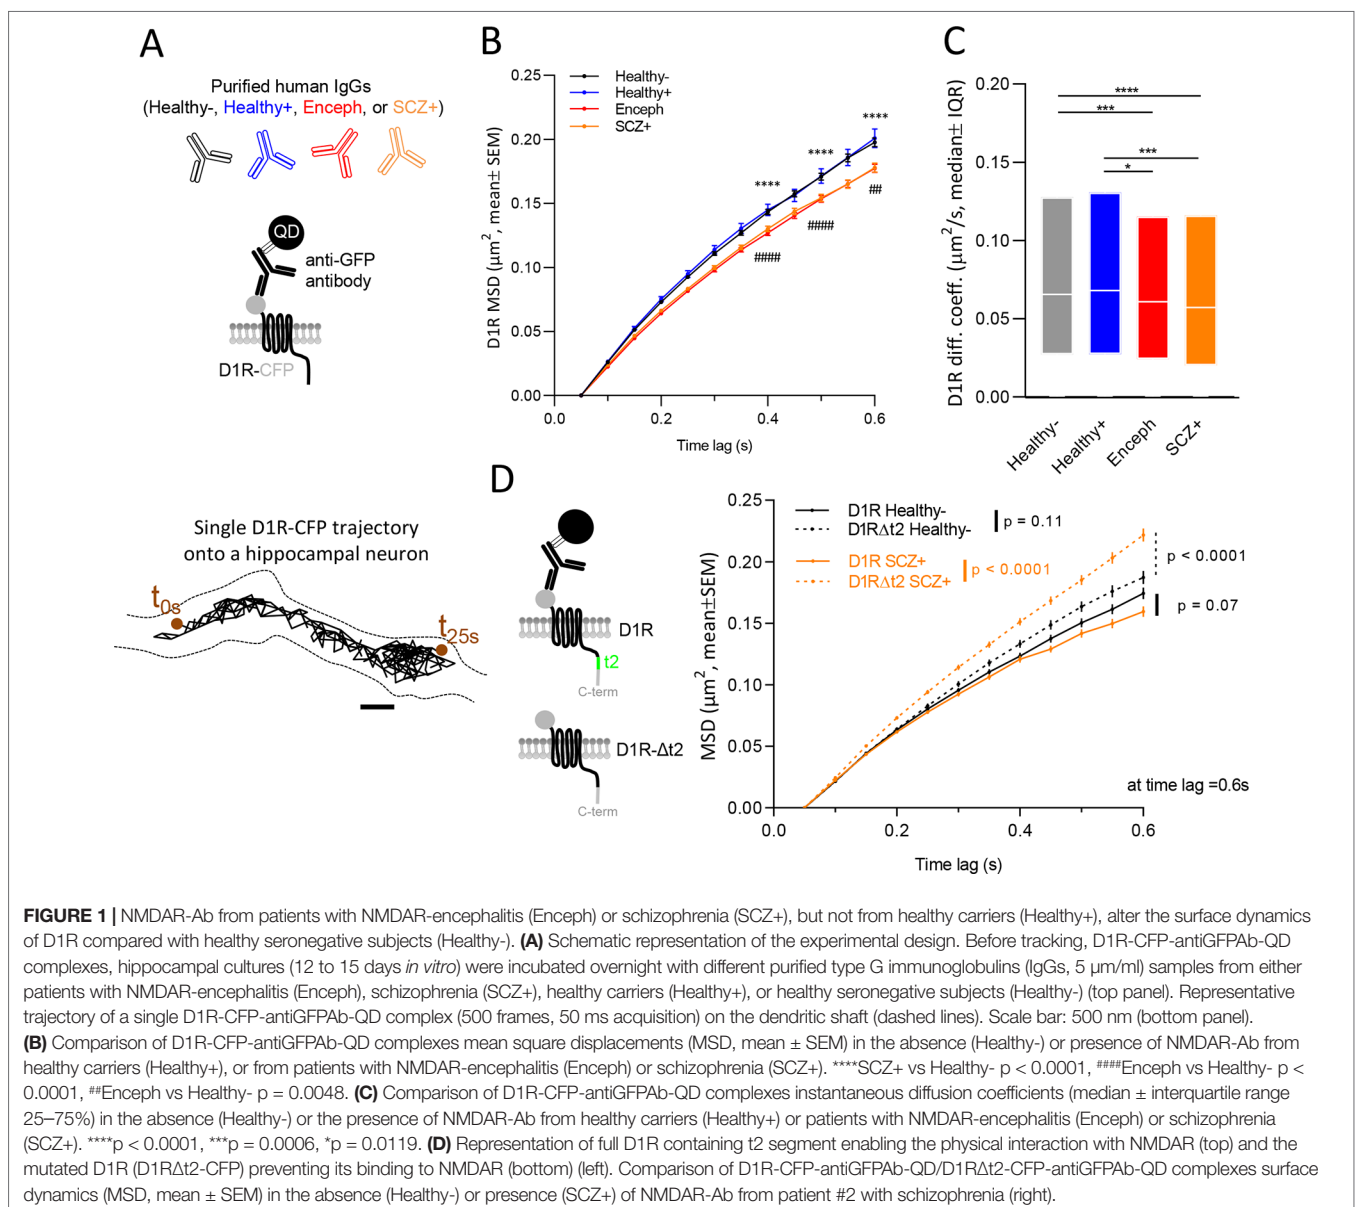 A
Purified human IgGs
(Healthy-, Healthy+, Enceph, or SCZ+)
QD
anti-GFP
antibody
D1R-CFP
Single D1R-CFP trajectory
onto a hippocampal neuron
t0s
t25s
B
D1R MSD (µm², mean± SEM)
0.25
0.20
0.15
0.10
0.05
0.00
Healthy-
Healthy+
Enceph
SCZ+
****
****
****
####
####
##
0.0
0.2
0.4
0.6
Time lag (s)
C
D1R diff. coeff. (µm²/s, median± IQR)
0.20
0.15
0.10
0.05
0.00
****
***
***
*
Healthy-
Healthy+
Enceph
SCZ+
D
D1R
t2
C-term
D1R-Δt2
C-term
MSD (µm², mean±SEM)
0.25
0.20
0.15
0.10
0.05
0.00
D1R Healthy-
D1RΔt2 Healthy-
p = 0.11
D1R SCZ+
D1RΔt2 SCZ+
p < 0.0001
p < 0.0001
p = 0.07
at time lag =0.6s
0.0
0.2
0.4
0.6
Time lag (s)
FIGURE 1 | NMDAR-Ab from patients with NMDAR-encephalitis (Enceph) or schizophrenia (SCZ+), but not from healthy carriers (Healthy+), alter the surface dynamics
of D1R compared with healthy seronegative subjects (Healthy-). (A) Schematic representation of the experimental design. Before tracking, D1R-CFP-antiGFPAb-QD
complexes, hippocampal cultures (12 to 15 days in vitro) were incubated overnight with different purified type G immunoglobulins (IgGs, 5 µm/ml) samples from either
patients with NMDAR-encephalitis (Enceph), schizophrenia (SCZ+), healthy carriers (Healthy+), or healthy seronegative subjects (Healthy-) (top panel). Representative
trajectory of a single D1R-CFP-antiGFPAb-QD complex (500 frames, 50 ms acquisition) on the dendritic shaft (dashed lines). Scale bar: 500 nm (bottom panel).
(B) Comparison of D1R-CFP-antiGFPAb-QD complexes mean square displacements (MSD, mean ± SEM) in the absence (Healthy-) or presence of NMDAR-Ab from
healthy carriers (Healthy+), or from patients with NMDAR-encephalitis (Enceph) or schizophrenia (SCZ+). ****SCZ+ vs Healthy- p < 0.0001, ####Enceph vs Healthy- p <
0.0001, ##Enceph vs Healthy- p = 0.0048. (C) Comparison of D1R-CFP-antiGFPAb-QD complexes instantaneous diffusion coefficients (median ± interquartile range
25–75%) in the absence (Healthy-) or the presence of NMDAR-Ab from healthy carriers (Healthy+) or patients with NMDAR-encephalitis (Enceph) or schizophrenia
(SCZ+). ****p < 0.0001, ***p = 0.0006, *p = 0.0119. (D) Representation of full D1R containing t2 segment enabling the physical interaction with NMDAR (top) and the
mutated D1R (D1RΔt2-CFP) preventing its binding to NMDAR (bottom) (left). Comparison of D1R-CFP-antiGFPAb-QD/D1RΔt2-CFP-antiGFPAb-QD complexes surface
dynamics (MSD, mean ± SEM) in the absence (Healthy-) or presence (SCZ+) of NMDAR-Ab from patient #2 with schizophrenia (right).